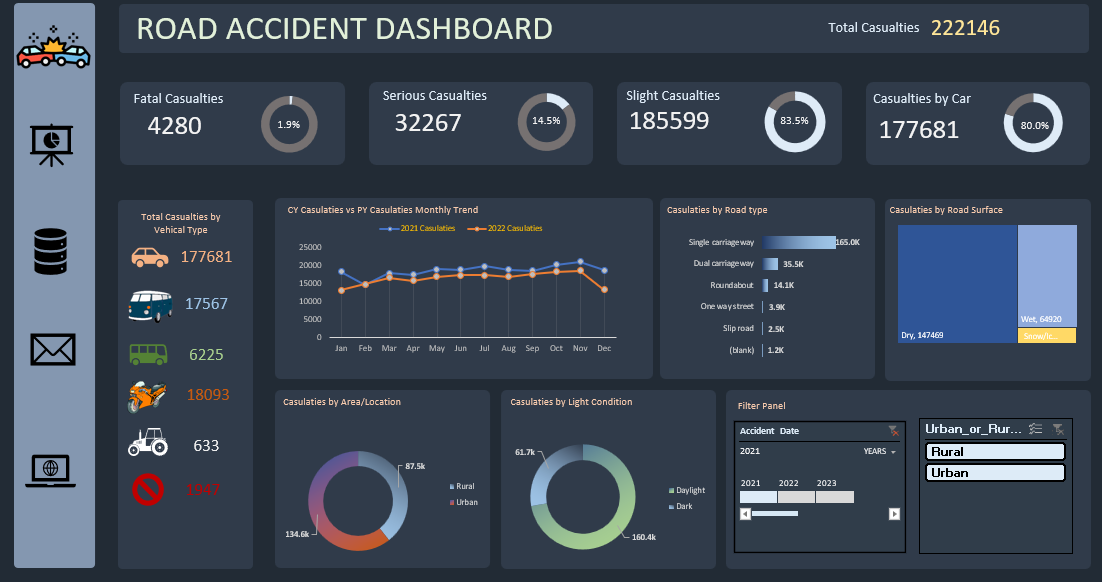 ROAD ACCIDENT DASHBOARD
Total Casualties 222146
Fatal Casualties
4280
1.9%
Serious Casualties
32267
14.5%
Slight Casualties
185599
83.5%
Casualties by Car
177681
80.0%
Total Casualties by
Vehical Type
177681
17567
6225
18093
633
1947
CY Casulaties vs PY Casulaties Monthly Trend
2021 Casulaties 2022 Casulaties
25000
20000
15000
10000
5000
0
Jan Feb Mar Apr May Jun Jul Aug Sep Oct Nov Dec
Casulaties by Road type
Single carriageway 165.0K
Dual carriageway 35.5K
Roundabout 14.1K
One way street 3.9K
Slip road 2.5K
(blank) 1.2K
Casulaties by Road Surface
Dry, 147469
Wet, 64920
Snow/Ic...
Casulaties by Area/Location
87.5k
134.6k
Rural
Urban
Casulaties by Light Condition
61.7k
160.4k
Daylight
Dark
Filter Panel
Accident Date
2021 YEARS
2021 2022 2023
Urban_or_Rur...
Rural
Urban